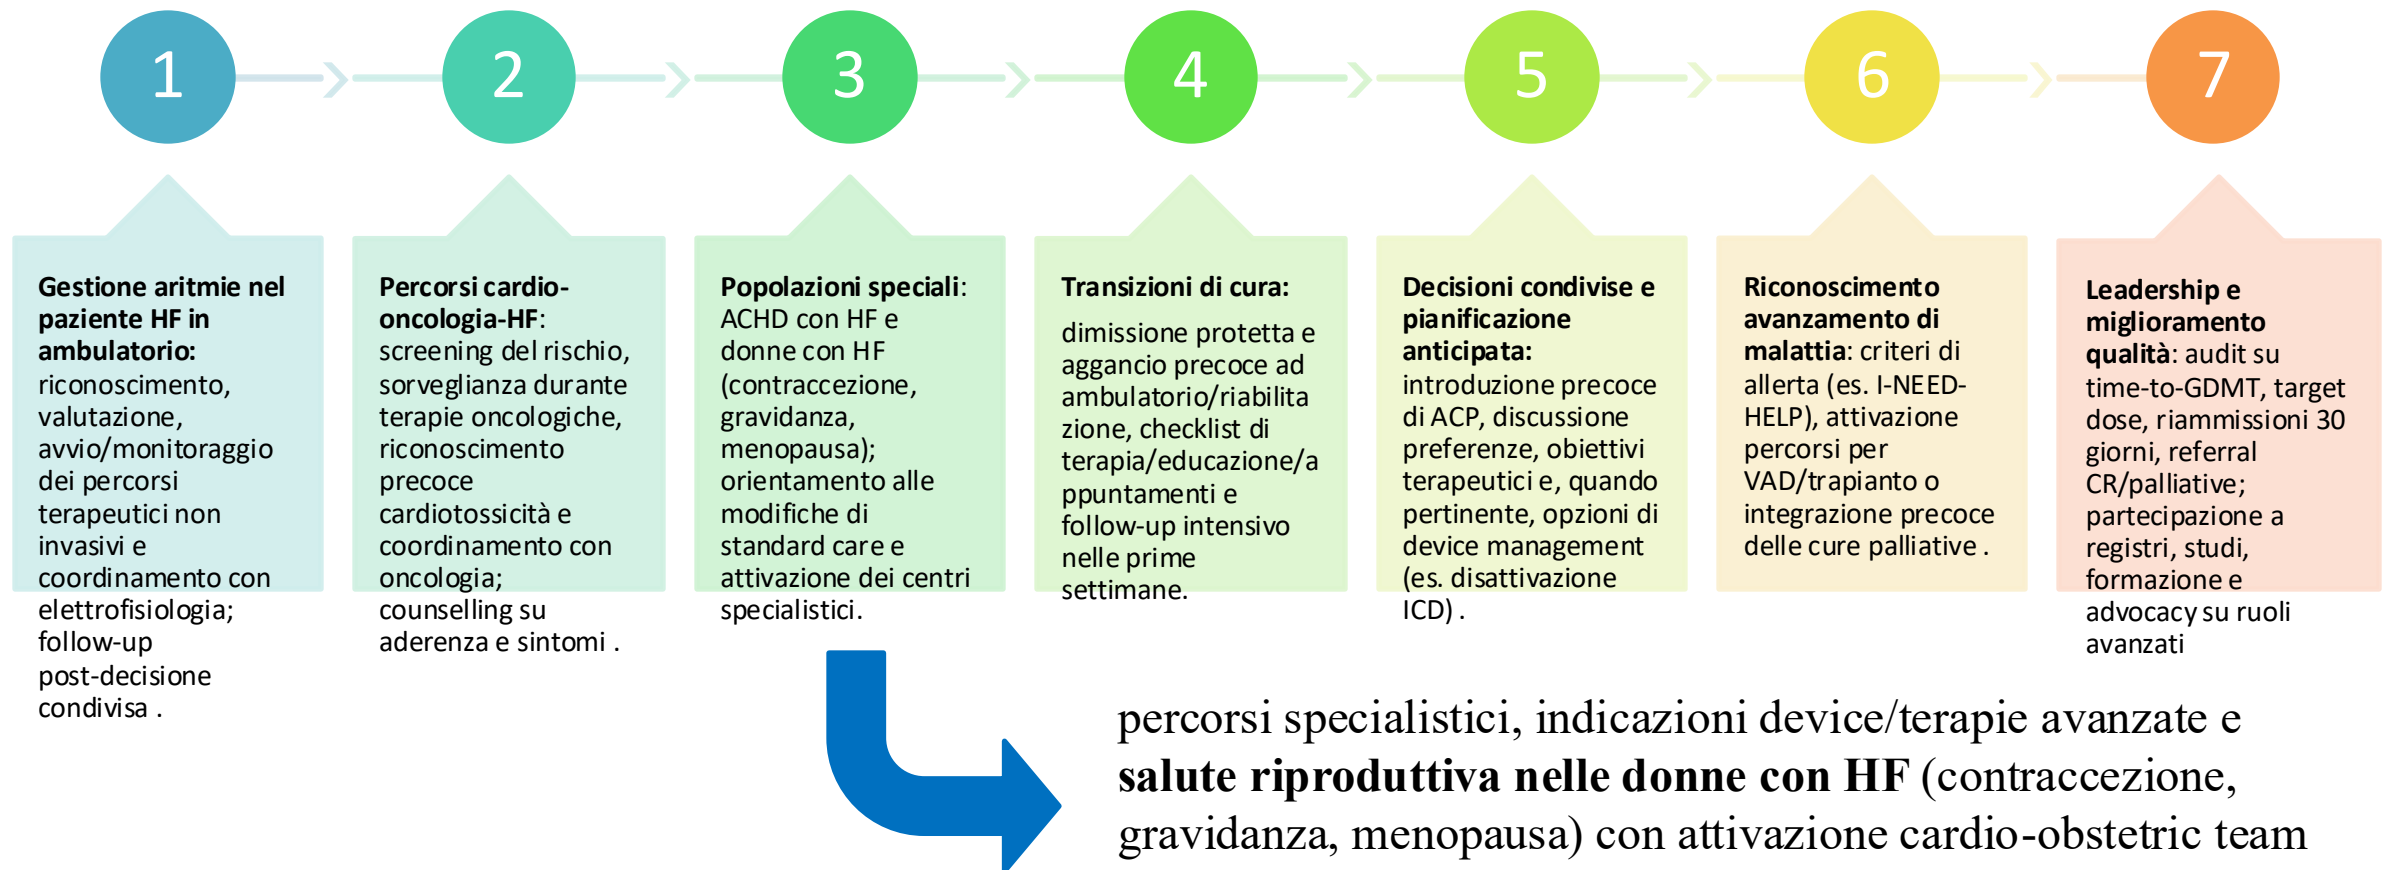 1
2
3
4
5
6
7
Gestione aritmie nel
paziente HF in
ambulatorio:
riconoscimento,
valutazione,
avvio/monitoraggio
dei percorsi
terapeutici non
invasivi e
coordinamento con
elettrofisiologia;
follow-up
post-decisione
condivisa .
Percorsi cardio-
oncologia-HF:
screening del rischio,
sorveglianza durante
terapie oncologiche,
riconoscimento
precoce
cardiotossicità e
coordinamento con
oncologia;
counselling su
aderenza e sintomi .
Popolazioni speciali:
ACHD con HF e
donne con HF
(contraccezione,
gravidanza,
menopausa);
orientamento alle
modifiche di
standard care e
attivazione dei centri
specialistici.
Transizioni di cura:
dimissione protetta e
aggancio precoce ad
ambulatorio/riabilita
zione, checklist di
terapia/educazione/a
ppuntamenti e
follow-up intensivo
nelle prime
settimane.
Decisioni condivise e
pianificazione
anticipata:
introduzione precoce
di ACP, discussione
preferenze, obiettivi
terapeutici e, quando
pertinente, opzioni di
device management
(es. disattivazione
ICD) .
Riconoscimento
avanzamento di
malattia: criteri di
allerta (es. I-NEED-
HELP), attivazione
percorsi per
VAD/trapianto o
integrazione precoce
delle cure palliative .
Leadership e
miglioramento
qualità: audit su
time-to-GDMT, target
dose, riammissioni 30
giorni, referral
CR/palliative;
partecipazione a
registri, studi,
formazione e
advocacy su ruoli
avanzati
percorsi specialistici, indicazioni device/terapie avanzate e
salute riproduttiva nelle donne con HF (contraccezione,
gravidanza, menopausa) con attivazione cardio-obstetric team